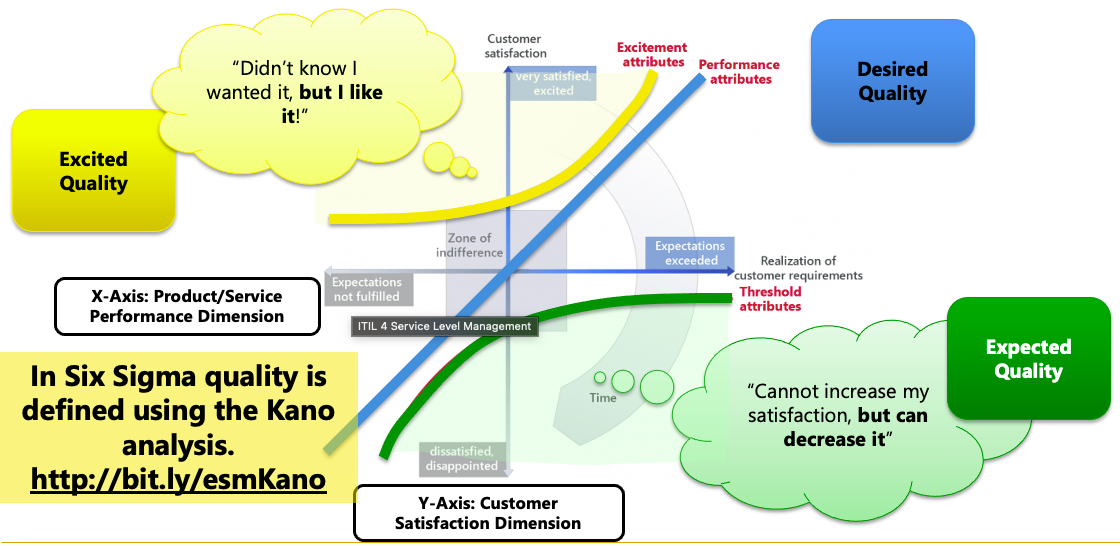 Customer
satisfaction
very satisfied,
excited
Excitement
attributes
Performance
attributes
Desired
Quality
"Didn't know I
wanted it, but I like
it!"
Excited
Quality
Zone of
indifference
Expectations
exceeded
Realization of
customer requirements
Expectations
not fulfilled
Threshold
attributes
X-Axis: Product/Service
Performance Dimension
ITIL 4 Service Level Management
Expected
Quality
In Six Sigma quality is
defined using the Kano
analysis.
http://bit.ly/esmKano
Time
"Cannot increase my
satisfaction, but can
decrease it"
dissatisfied,
disappointed
Y-Axis: Customer
Satisfaction Dimension